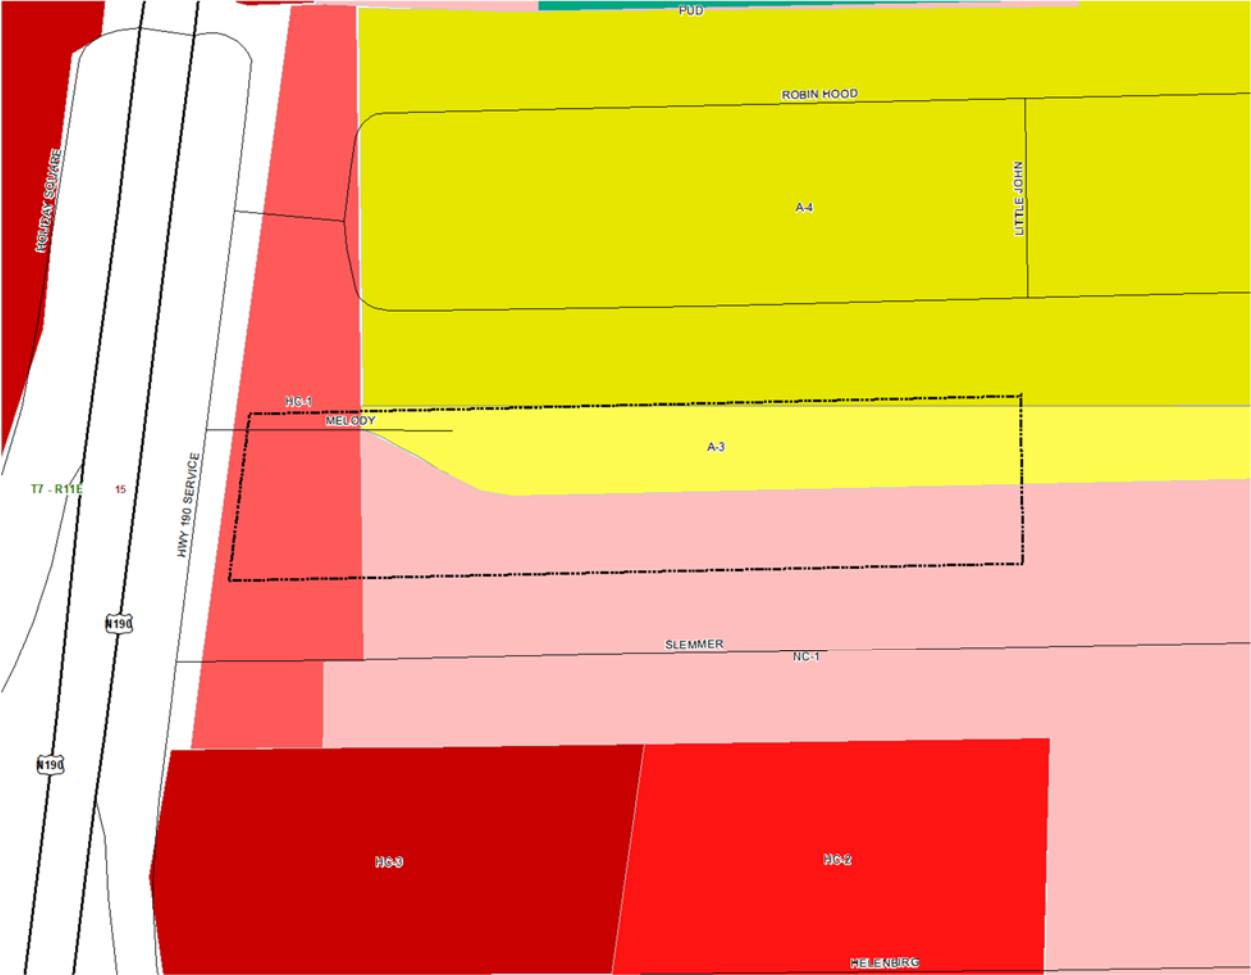 PUD
ROBIN HOOD
HOLIDAY SQUARE
LITTLE JOHN
A-4
HC-1
MELODY
A-3
T7 - R11E
15
HWY 190 SERVICE
N190
SLEMMER
NC-1
N190
HC-3
HC-2
HELENBIRG